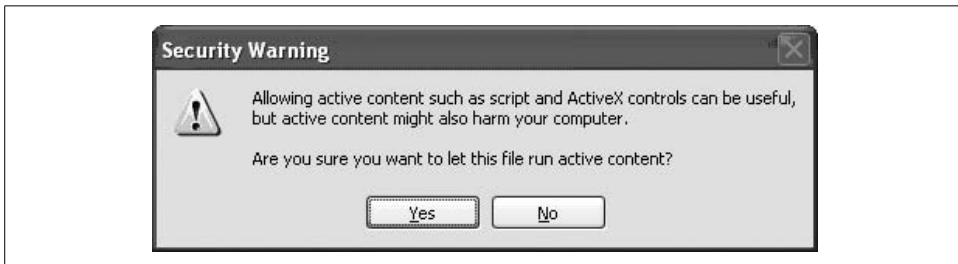 Security Warning
Allowing active content such as script and ActiveX controls can be useful,
but active content might also harm your computer.
Are you sure you want to let this file run active content?
Yes
No